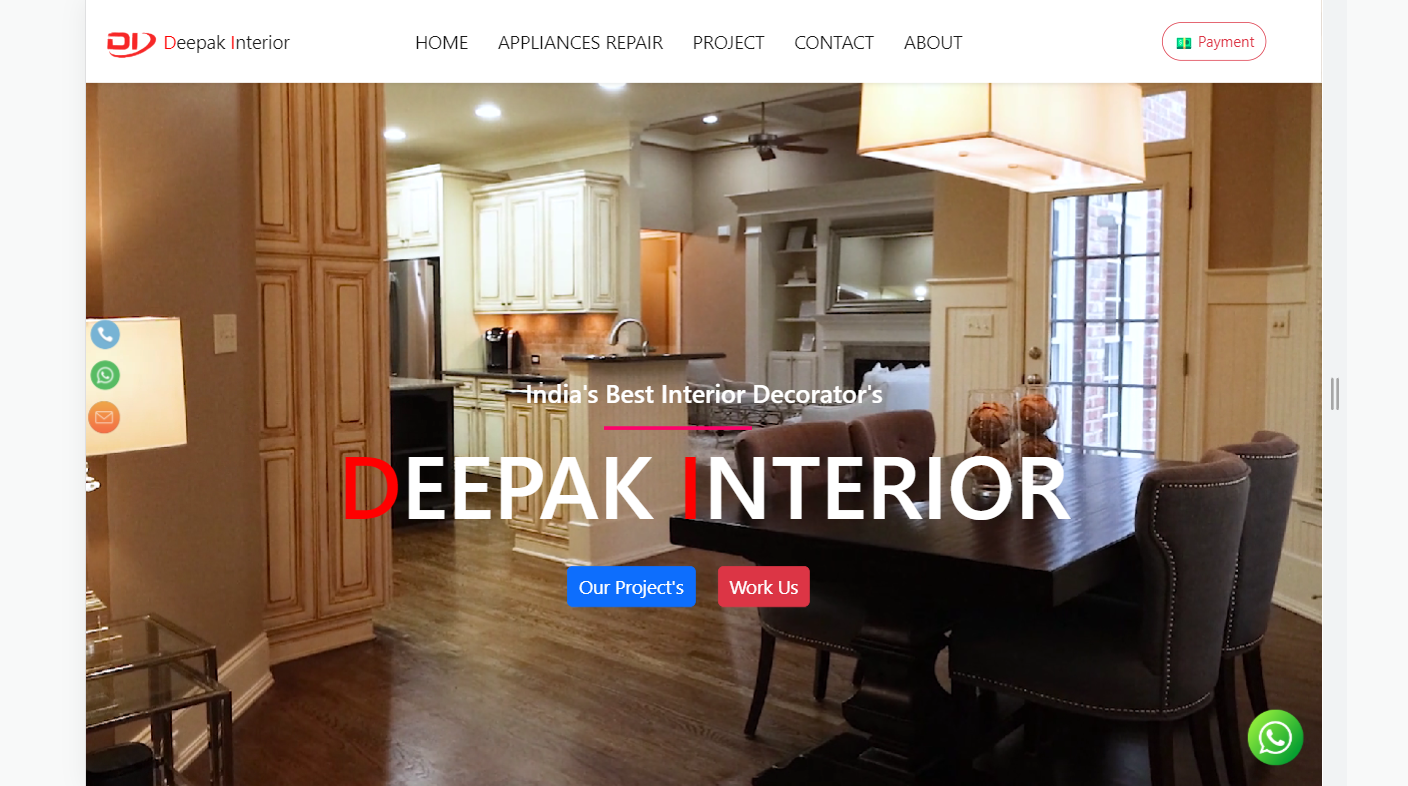 DI Deepak Interior
HOME APPLIANCES REPAIR PROJECT CONTACT ABOUT
Payment
India's Best Interior Decorator's
DEEPAK INTERIOR
Our Project's Work Us